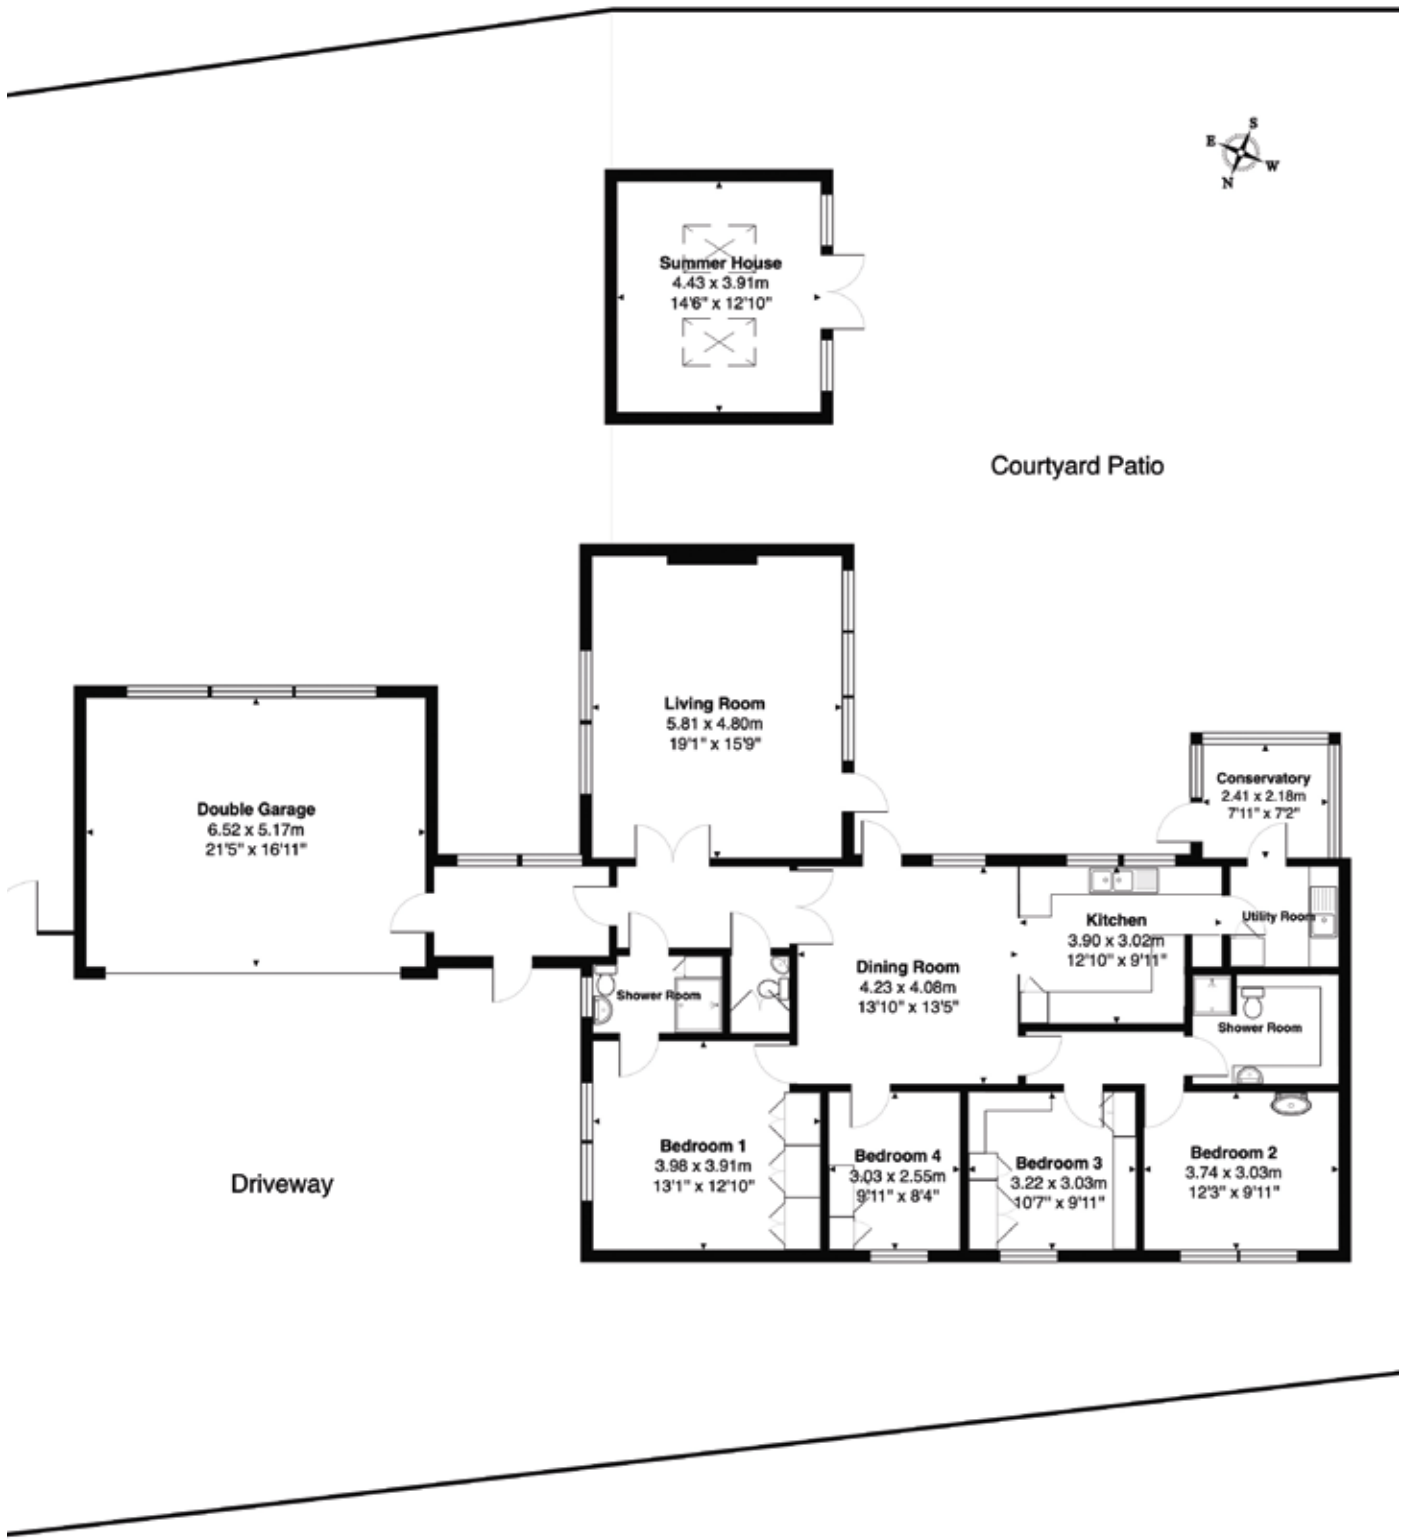 S
E
W
N
Summer House
4.43 x 3.91m
14'6" x 12'10"
Courtyard Patio
Living Room
5.81 x 4.80m
19'1" x 15'9"
Conservatory
2.41 x 2.18m
7'11" x 7'2"
Double Garage
6.52 x 5.17m
21'5" x 16'11"
Kitchen
3.90 x 3.02m
12'10" x 9'11"
Utility Room
Dining Room
4.23 x 4.08m
13'10" x 13'5"
Shower Room
Shower Room
Bedroom 1
3.98 x 3.91m
13'1" x 12'10"
Bedroom 4
3.03 x 2.55m
9'11" x 8'4"
Bedroom 3
3.22 x 3.03m
10'7" x 9'11"
Bedroom 2
3.74 x 3.03m
12'3" x 9'11"
Driveway